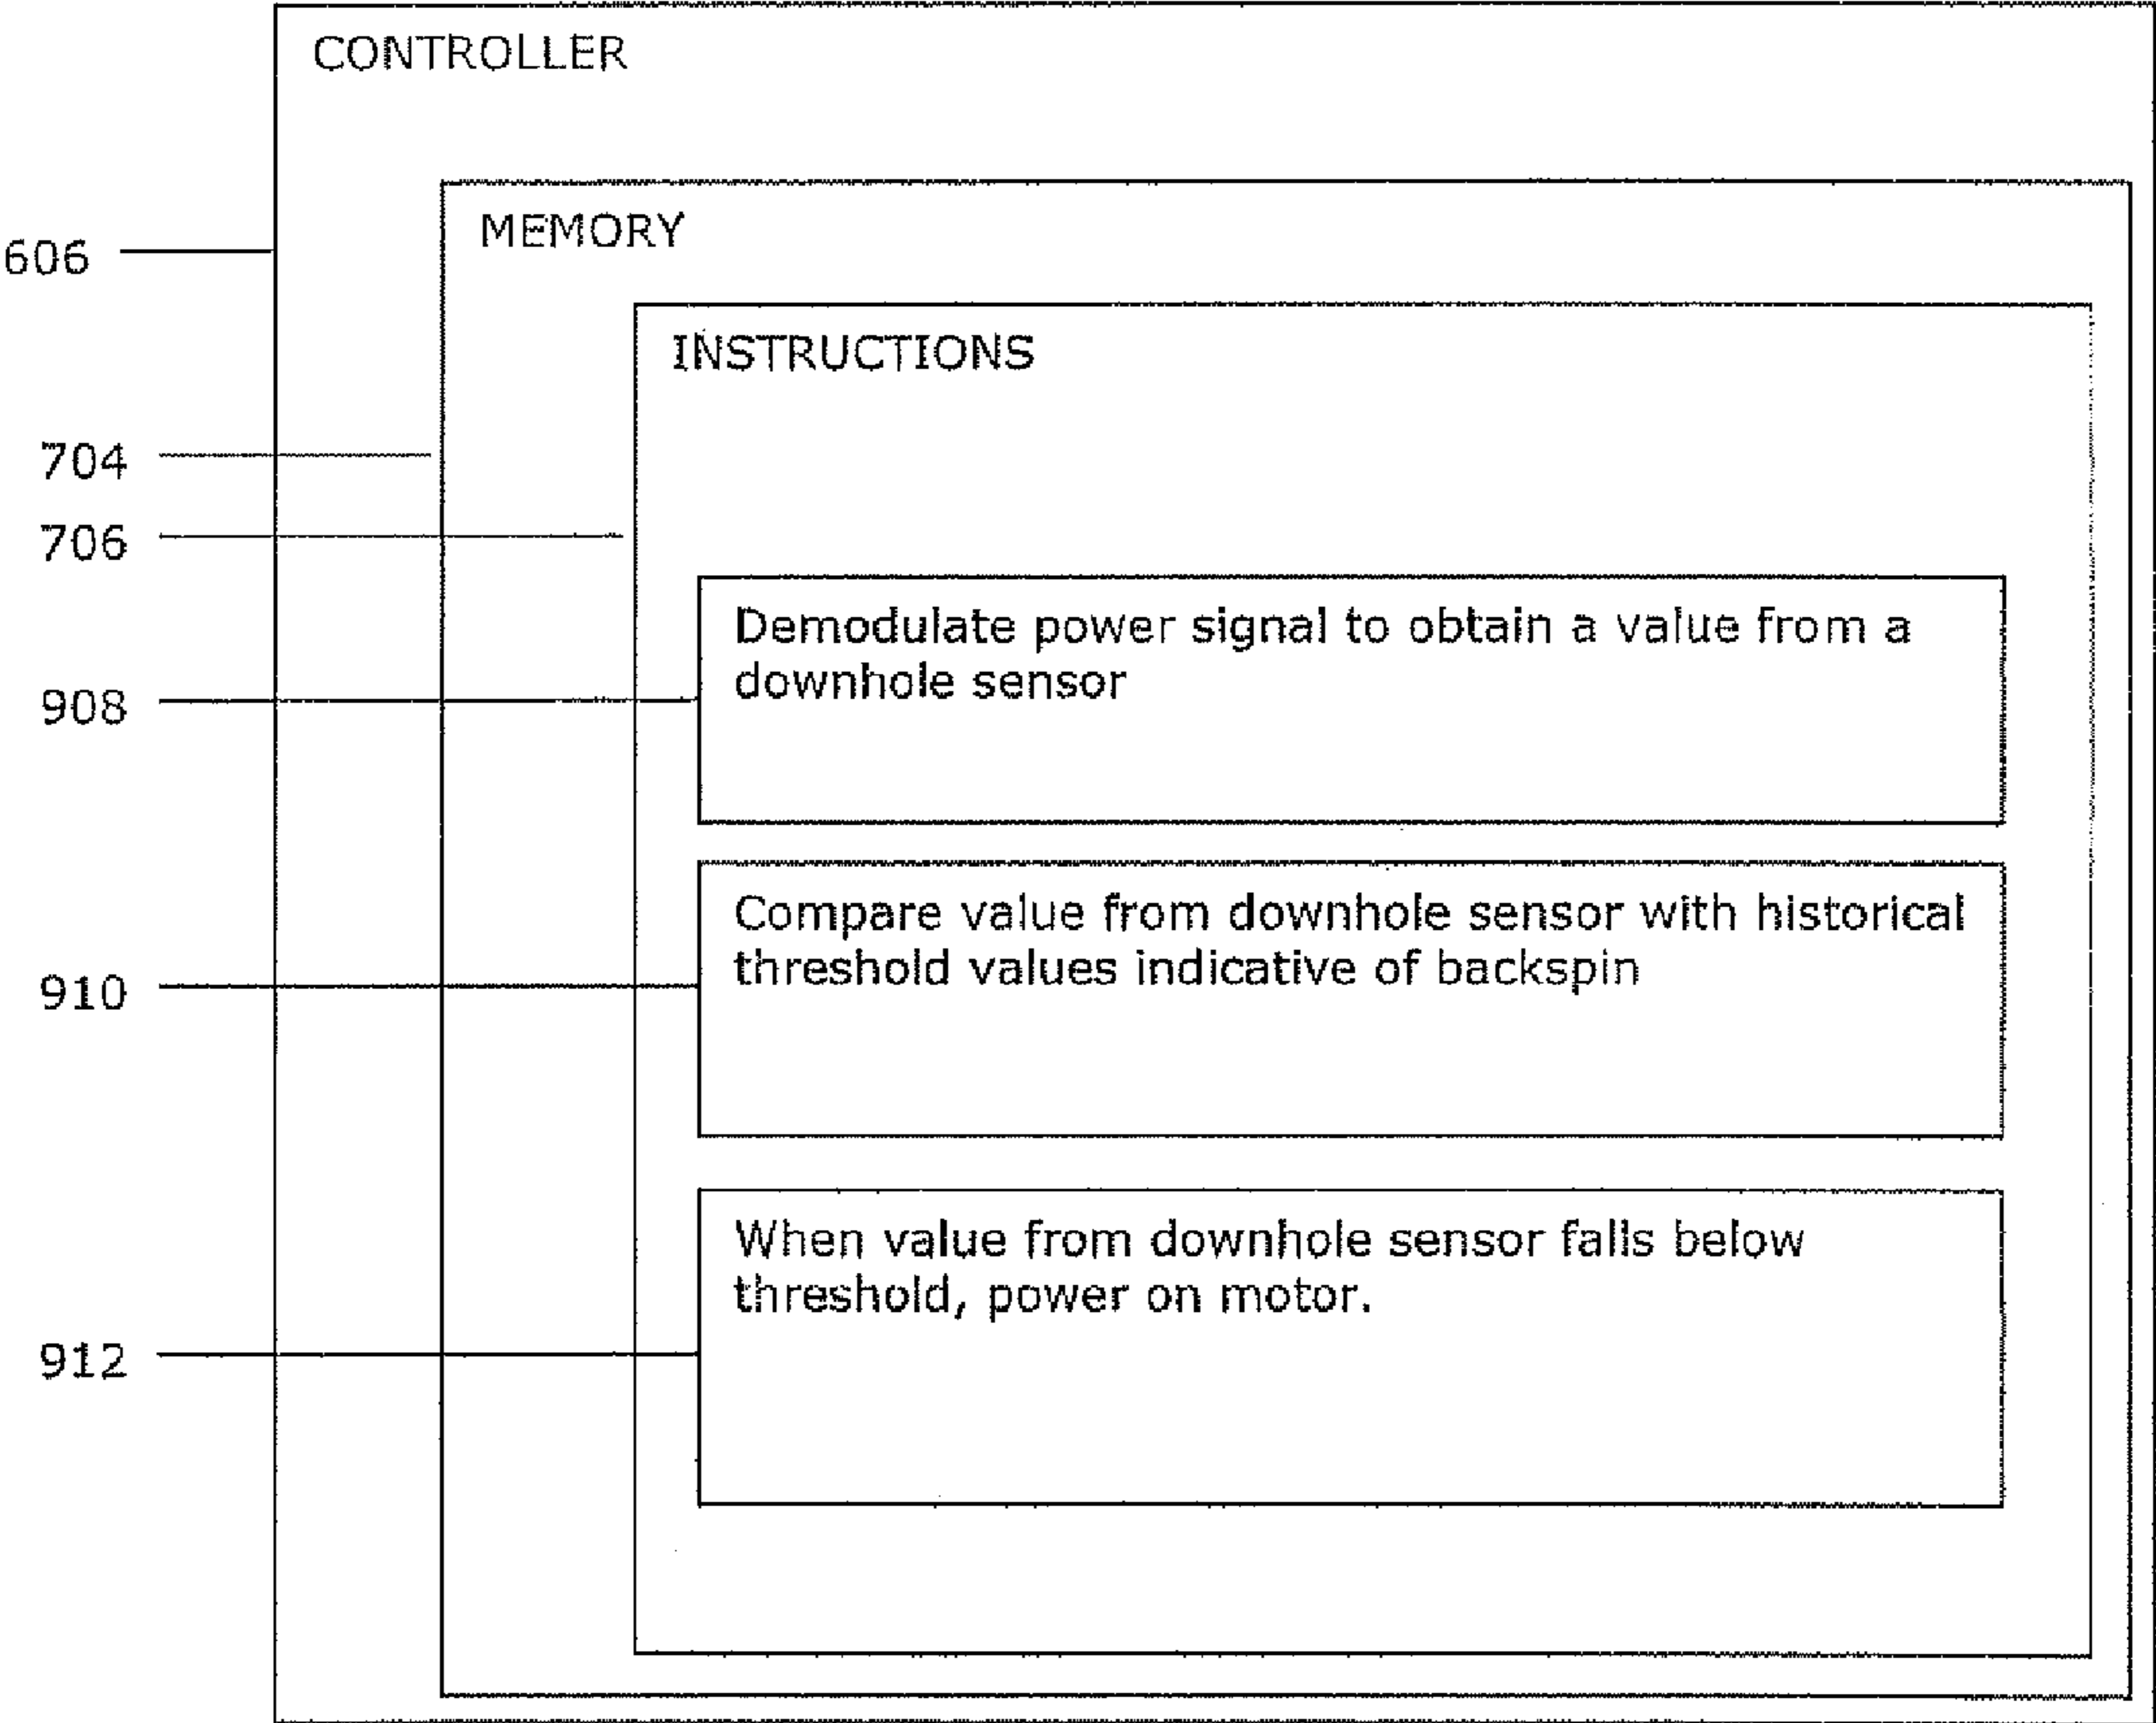 CONTROLLER
MEMORY
606
INSTRUCTIONS
704
706
Demodulate power signal to obtain a value from a
downhole sensor
908
Compare value from downhole sensor with historical
threshold values indicative of backspin
910
When value from downhole sensor falls below
threshold, power on motor.
912